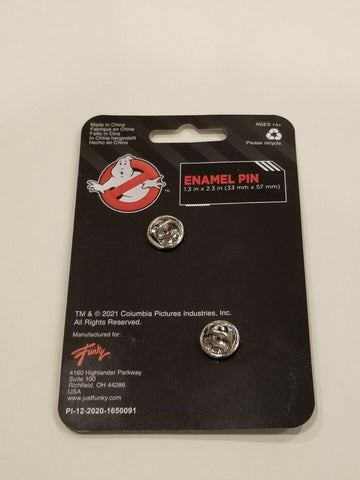 Made in China
Fabriqué en China
Fatto in Cina
In China hergestellt
Hecho en China
AGES 14+
Please recycle.
TM
ENAMEL PIN
1.3 in x 2.3 in (33 mm x 57 mm)
TM & © 2021 Columbia Pictures Industries, Inc.
All Rights Reserved.
Manufactured for:
Funky
4160 Highlander Parkway
Suite 100
Richfield, OH 44286
USA
www.justfunky.com
PI-12-2020-1650091